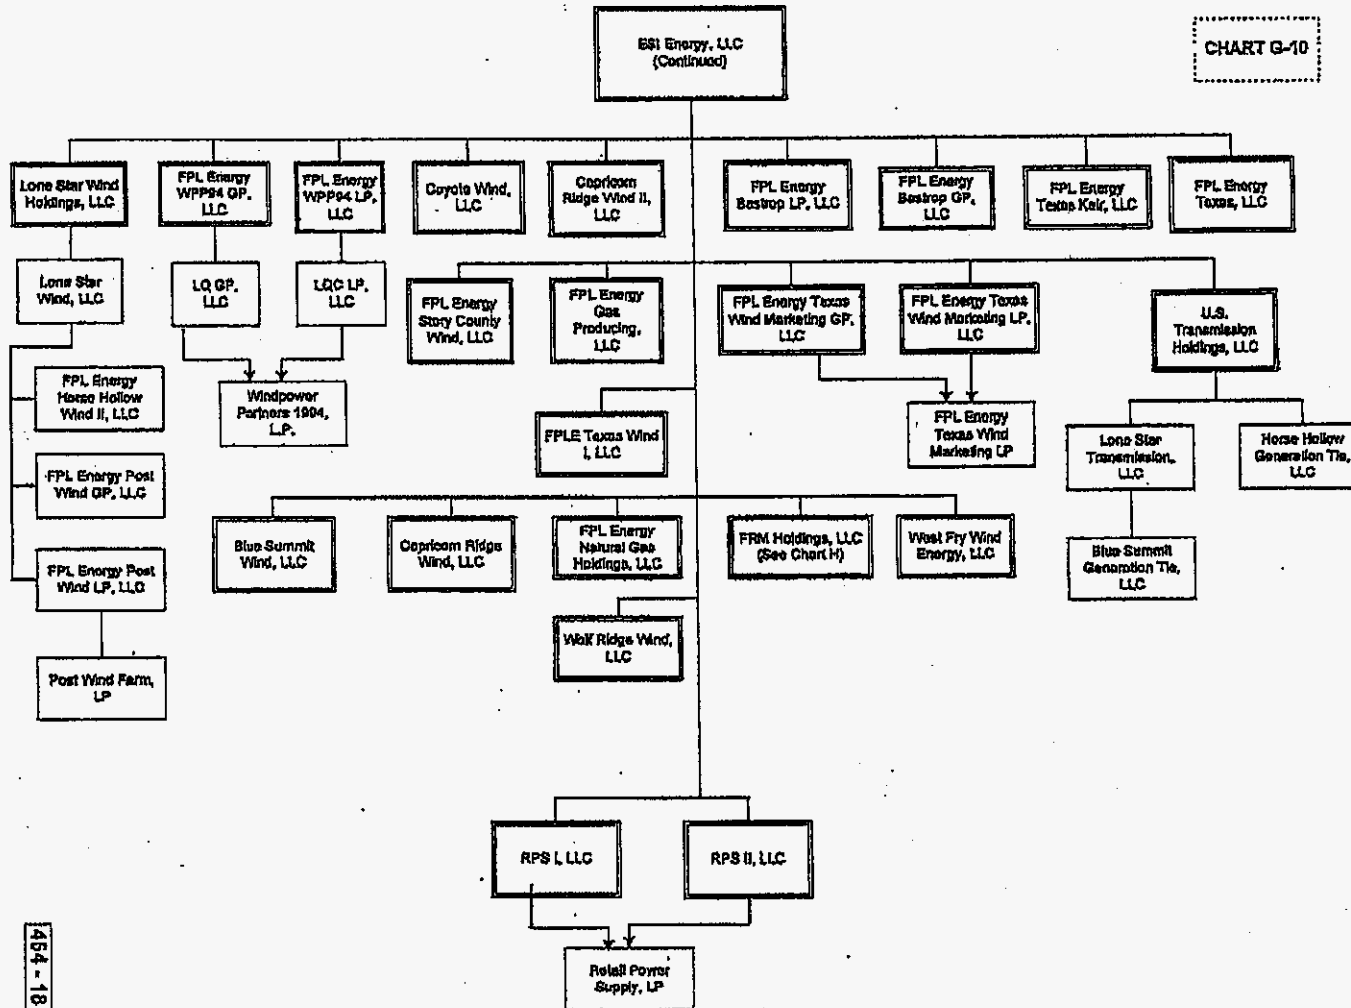 ESI Energy, LLC
(Continued)
CHART G-10
Lone Star Wind
Holdings, LLC
FPL Energy
WPP94 GP,
LLC
FPL Energy
WPP94 LP,
LLC
Coyote Wind,
LLC
Capricorn
Ridge Wind II,
LLC
FPL Energy
Bastrop LP, LLC
FPL Energy
Bastrop GP,
LLC
FPL Energy
Texas Keir, LLC
FPL Energy
Texas, LLC
Lone Star
Wind, LLC
LQ GP,
LLC
LQC LP,
LLC
FPL Energy
Story County
Wind, LLC
FPL Energy
Gas
Producing,
LLC
FPL Energy Texas
Wind Marketing GP,
LLC
FPL Energy Texas
Wind Marketing LP,
LLC
U.S.
Transmission
Holdings, LLC
FPL Energy
Horse Hollow
Wind II, LLC
Windpower
Partners 1994,
L.P.
FPLE Texas Wind
I, LLC
FPL Energy
Texas Wind
Marketing LP
Lone Star
Transmission,
LLC
Horse Hollow
Generation Tie,
LLC
FPL Energy Post
Wind GP, LLC
Blue Summit
Wind, LLC
Capricorn Ridge
Wind, LLC
FPL Energy
Natural Gas
Holdings, LLC
FRM Holdings, LLC
(See Chart H)
West Fry Wind
Energy, LLC
Blue Summit
Generation Tie,
LLC
FPL Energy Post
Wind LP, LLC
Wolf Ridge Wind,
LLC
Post Wind Farm,
LP
RPS I, LLC
RPS II, LLC
Retail Power
Supply, LP
454 - 18